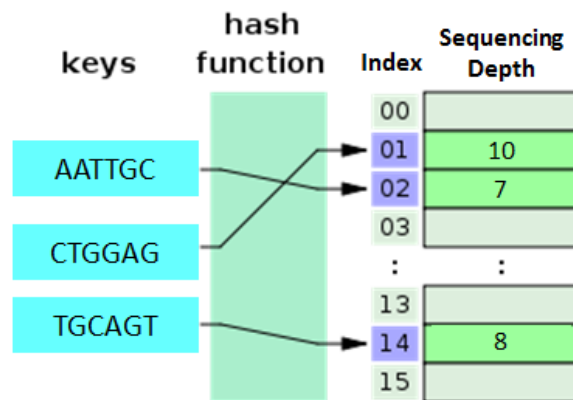 keys
hash
function
Index
Sequencing
Depth
AATTGC
CTGGAG
TGCAGT
00
01 10
02 7
03
: :
13
14 8
15